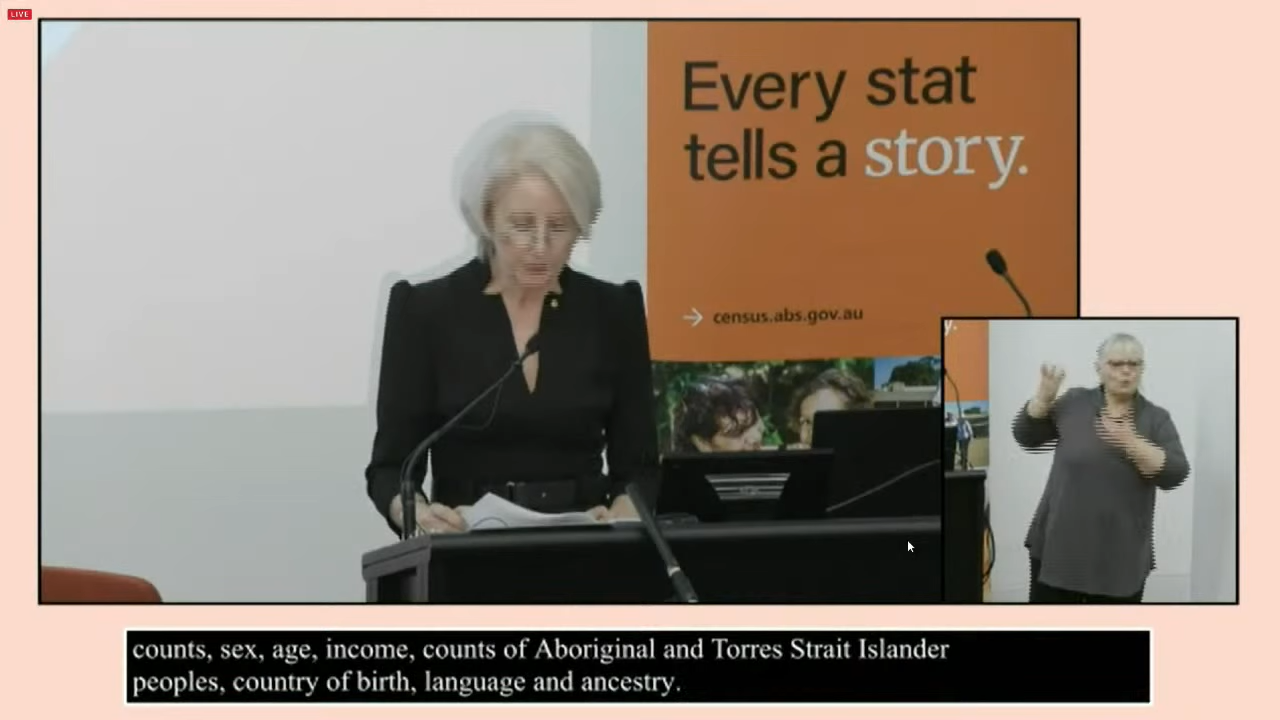 LIVE
Every stat
tells a story.
→ census.abs.gov.au
y.
counts, sex, age, income, counts of Aboriginal and Torres Strait Islander
peoples, country of birth, language and ancestry.